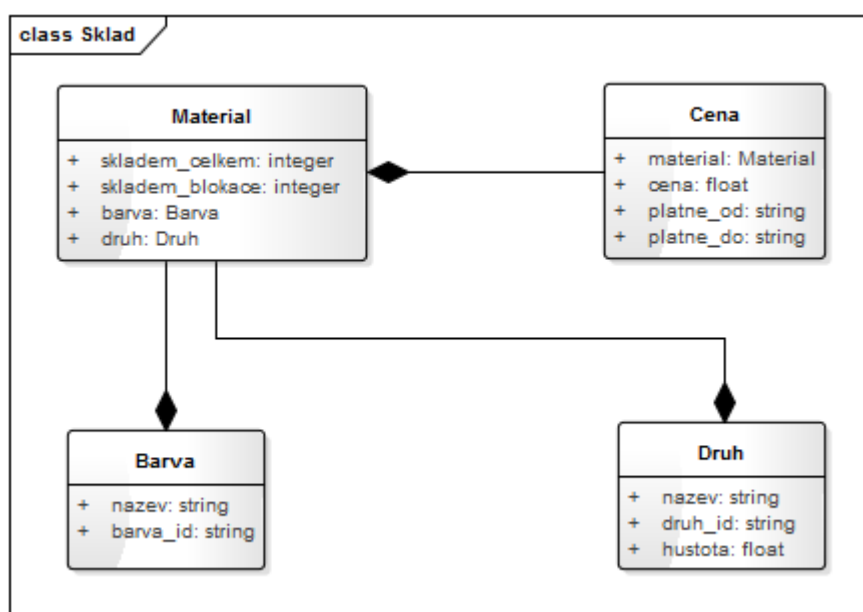 class Sklad
Material
+ skladem_celkem: integer
+ skladem_blokace: integer
+ barva: Barva
+ druh: Druh
Cena
+ material: Material
+ cena: float
+ platne_od: string
+ platne_do: string
Barva
+ nazev: string
+ barva_id: string
Druh
+ nazev: string
+ druh_id: string
+ hustota: float